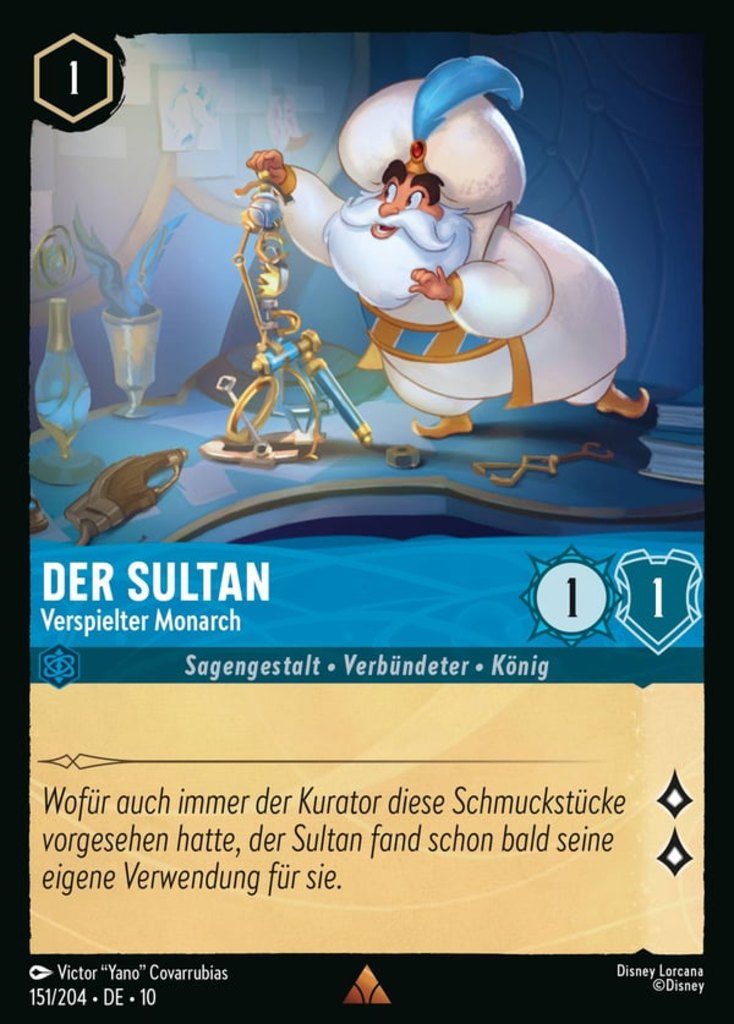 1
DER SULTAN
Verspielter Monarch
1 1
Sagengestalt • Verbündeter • König
Wofür auch immer der Kurator diese Schmuckstücke
vorgesehen hatte, der Sultan fand schon bald seine
eigene Verwendung für sie.
Victor “Yano” Covarrubias
151/204 • DE • 10
Disney Lorcana
©Disney